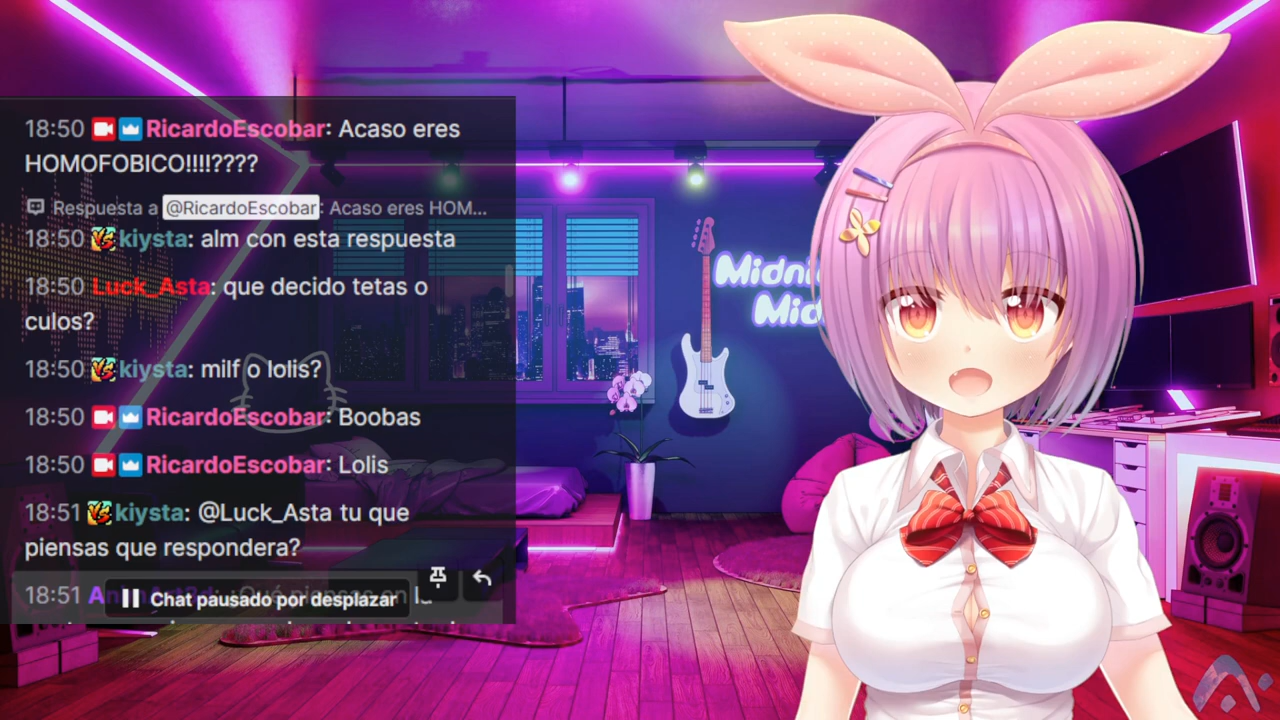 18:50 RicardoEscobar: Acaso eres
HOMOFOBICO!!!!????
Respuesta a @RicardoEscobar: Acaso eres HOM...
18:50 kiysta: alm con esta respuesta
18:50 Luck_Asta: que decido tetas o
culos?
18:50 kiysta: milf o lolis?
18:50 RicardoEscobar: Boobas
18:50 RicardoEscobar: Lolis
18:51 kiysta: @Luck_Asta tu que
piensas que respondera?
18:51
Chat pausado por desplazar
Mid